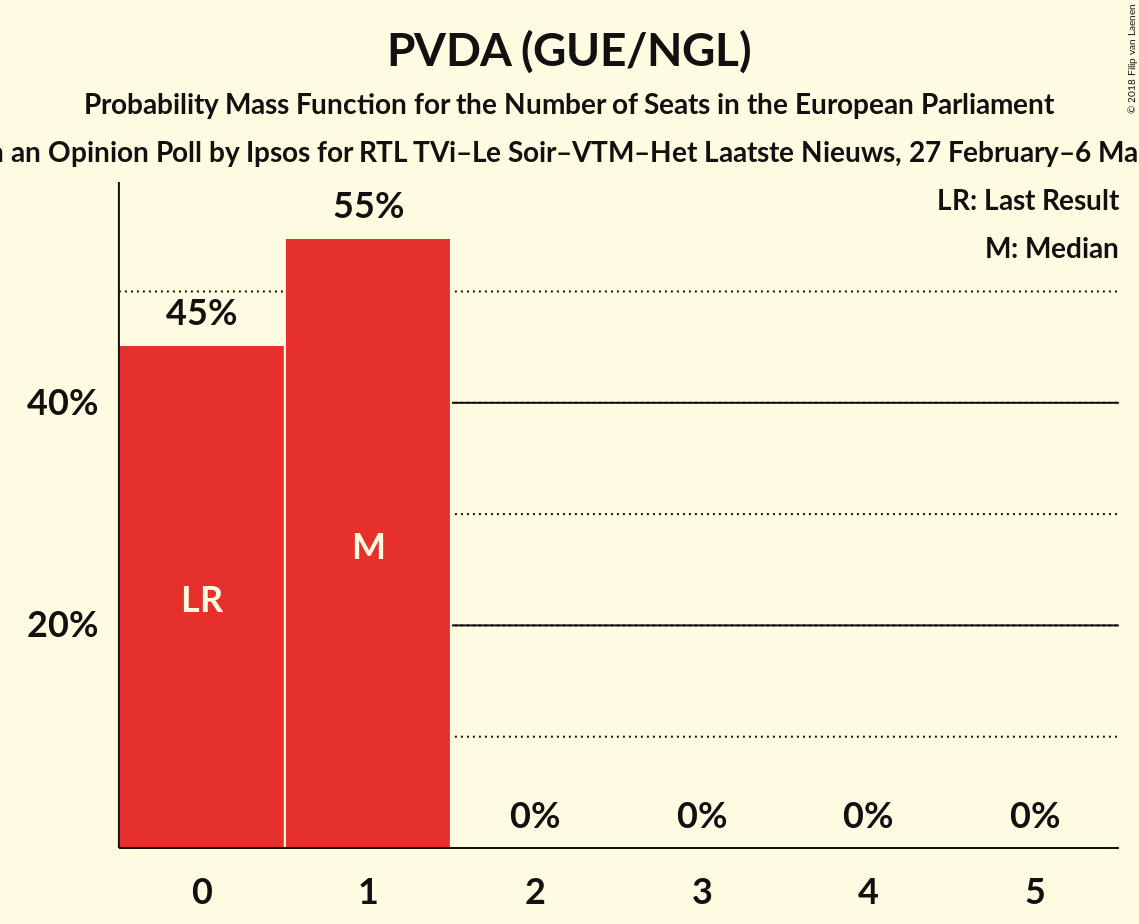 PVDA (GUE/NGL)
Probability Mass Function for the Number of Seats in the European Parliament
an Opinion Poll by Ipsos for RTL TVi–Le Soir–VTM–Het Laatste Nieuws, 27 February–6 Ma
© 2018 Filip van Laenen
LR: Last Result
M: Median
55%
45%
40%
20%
LR
M
0% 0% 0% 0%
0 1 2 3 4 5